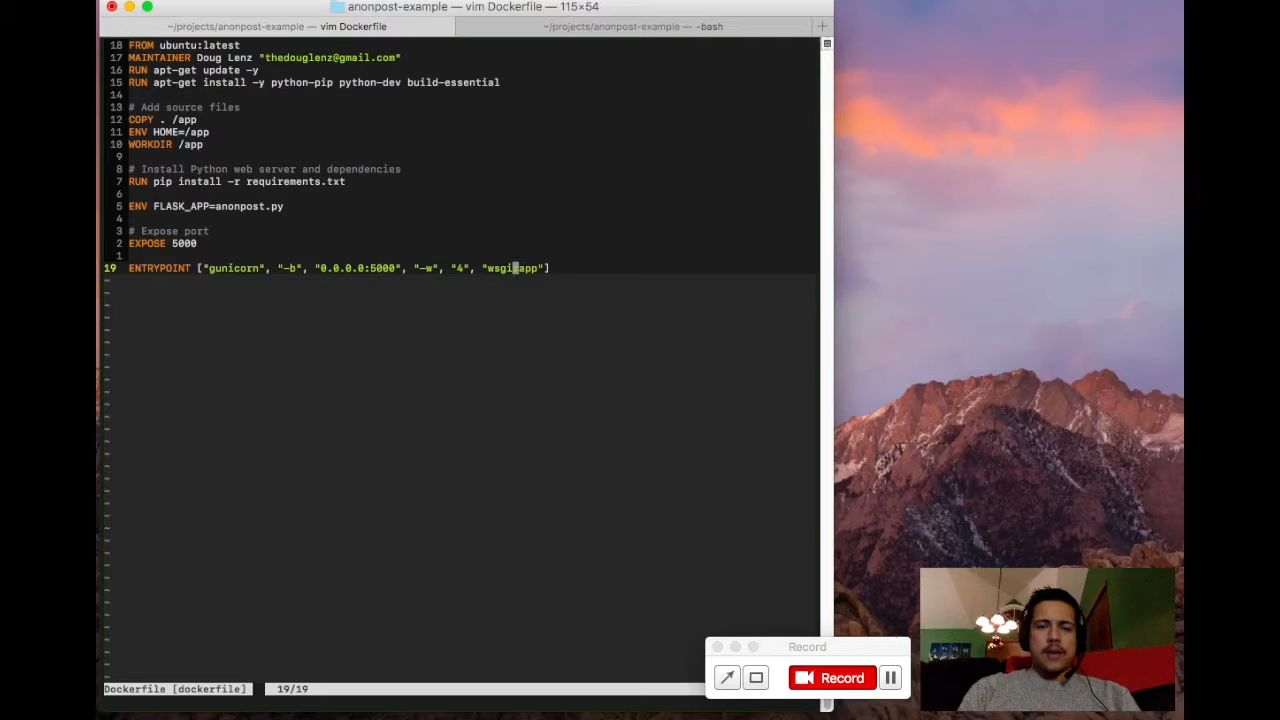 anonpost-example — vim Dockerfile — 115×54
~/projects/anonpost-example — vim Dockerfile
~/projects/anonpost-example — -bash
18 FROM ubuntu:latest
17 MAINTAINER Doug Lenz "thedouglenz@gmail.com"
16 RUN apt-get update -y
15 RUN apt-get install -y python-pip python-dev build-essential
14
13 # Add source files
12 COPY . /app
11 ENV HOME=/app
10 WORKDIR /app
9
8 # Install Python web server and dependencies
7 RUN pip install -r requirements.txt
6
5 ENV FLASK_APP=anonpost.py
4
3 # Expose port
2 EXPOSE 5000
1
19 ENTRYPOINT ["gunicorn", "-b", "0.0.0.0:5000", "-w", "4", "wsgi:app"]
Dockerfile [dockerfile] 19/19
Record
Record